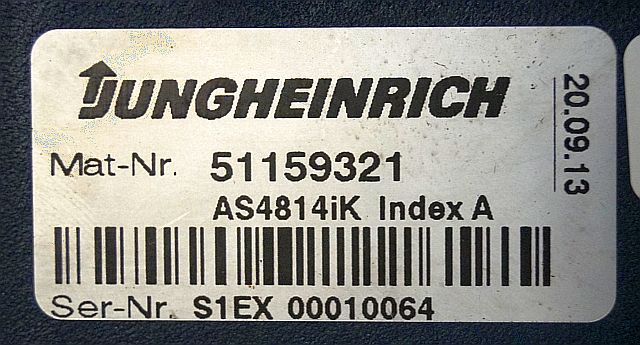 JUNGHEINRICH
Mat-Nr. 51159321
AS4814iK Index A
Ser-Nr. S1EX 00010064
20.09.13